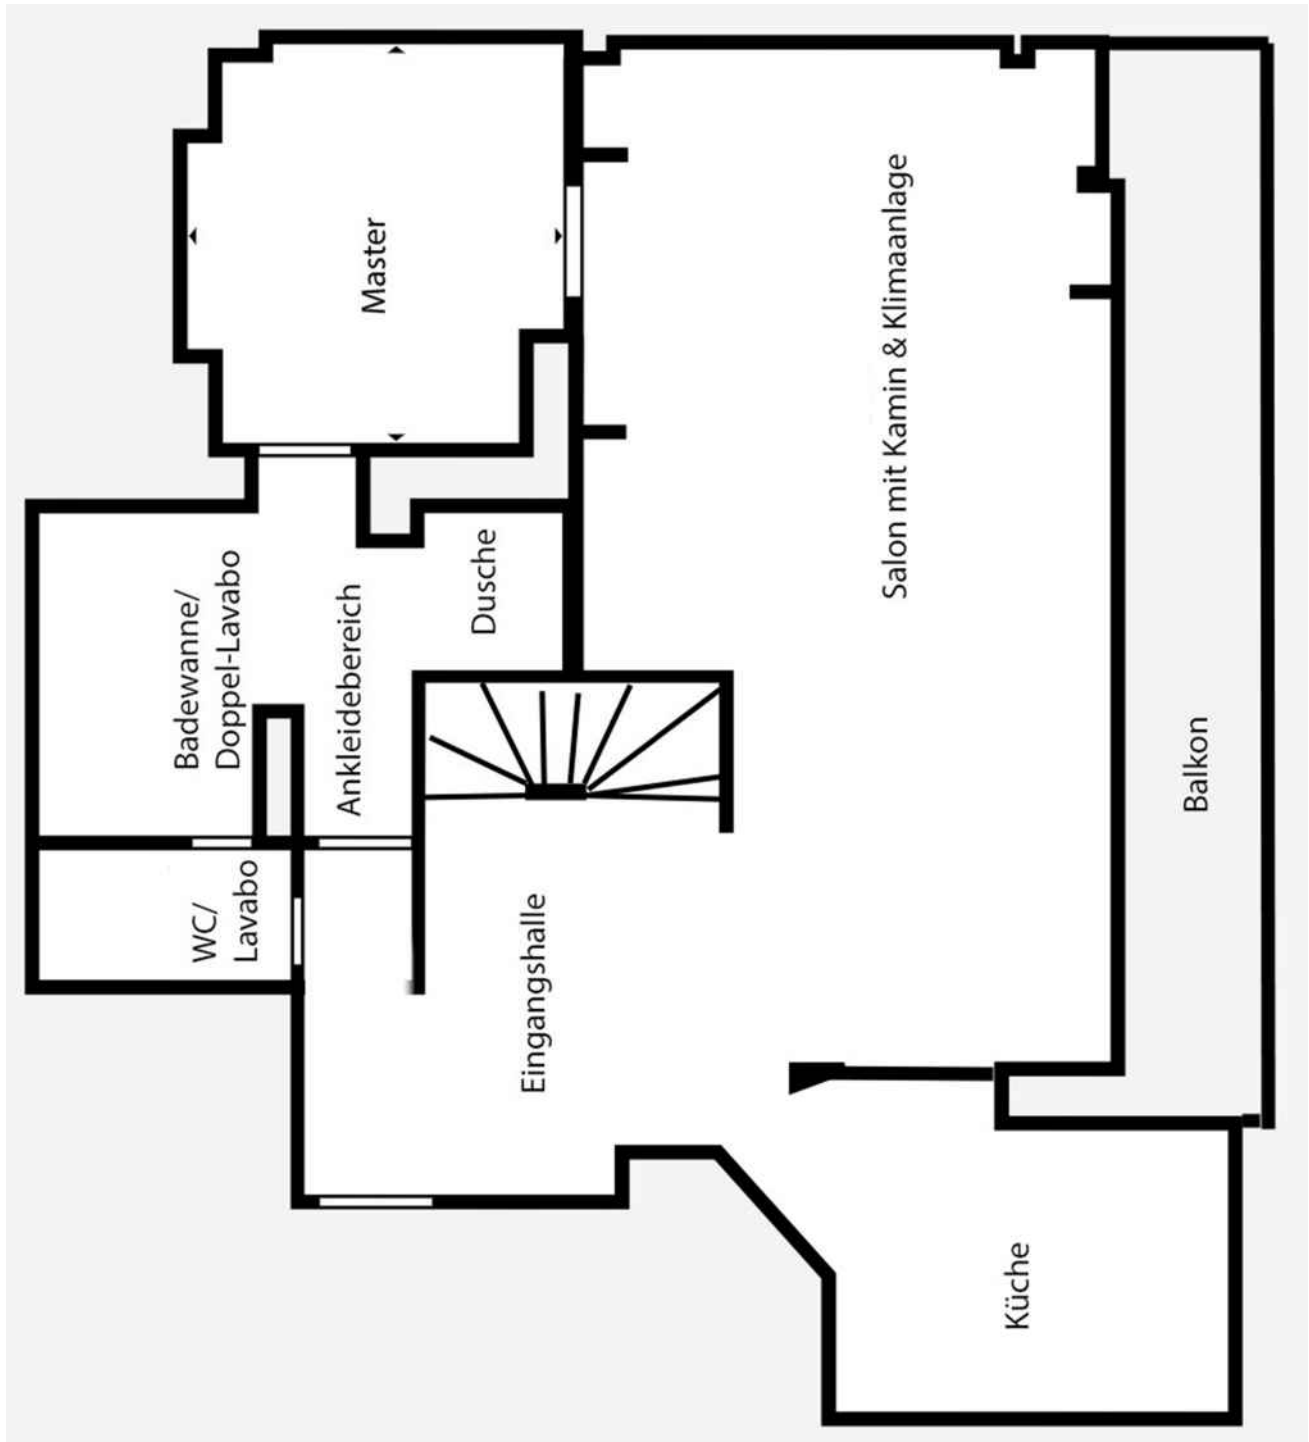 Master
Salon mit Kamin & Klimaanlage
Badewanne/
Doppel-Lavabo
Ankleidebereich
Dusche
WC/
Lavabo
Eingangshalle
Balkon
Küche